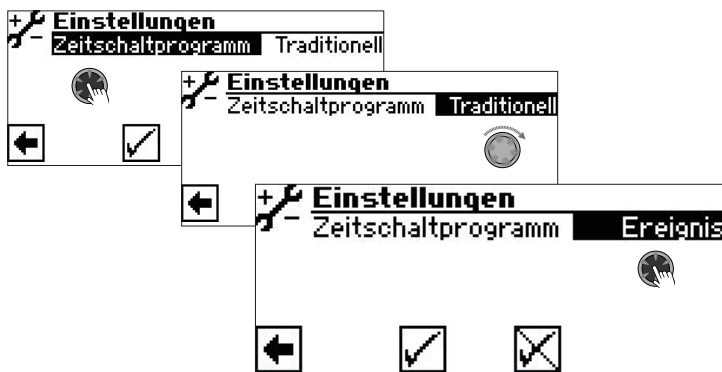 Einstellungen
Zeitschaltprogramm Traditionell
Einstellungen
Zeitschaltprogramm Traditionell
Einstellungen
Zeitschaltprogramm Ereignis